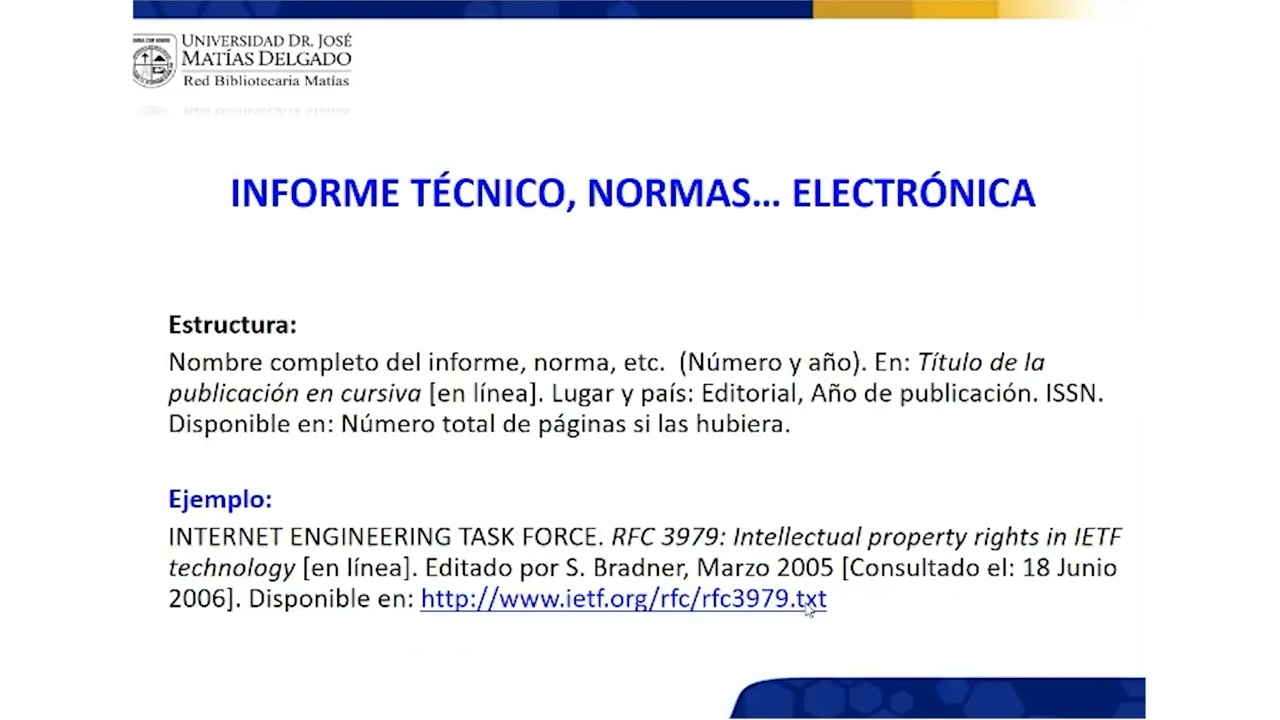 UNIVERSIDAD DR. JOSÉ
MATÍAS DELGADO
Red Bibliotecaria Matías
INFORME TÉCNICO, NORMAS... ELECTRÓNICA
Estructura:
Nombre completo del informe, norma, etc. (Número y año). En: Título de la
publicación en cursiva [en línea]. Lugar y país: Editorial, Año de publicación. ISSN.
Disponible en: Número total de páginas si las hubiera.
Ejemplo:
INTERNET ENGINEERING TASK FORCE. RFC 3979: Intellectual property rights in IETF
technology [en línea]. Editado por S. Bradner, Marzo 2005 [Consultado el: 18 Junio
2006]. Disponible en: http://www.ietf.org/rfc/rfc3979.txt